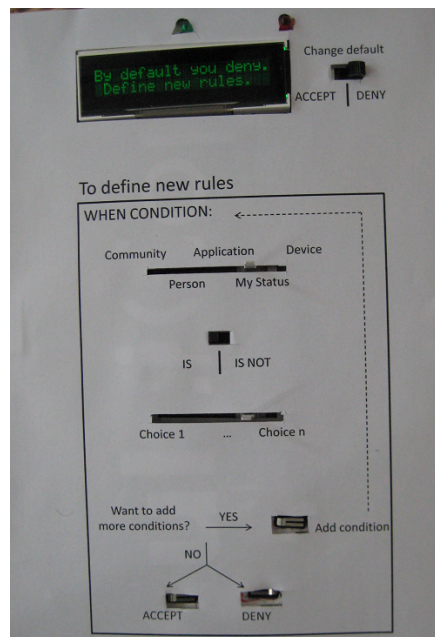 By default you deny.
Define new rules.
Change default
ACCEPT | DENY
To define new rules
WHEN CONDITION:
Community Application Device
Person My Status
IS | IS NOT
Choice 1 ... Choice n
Want to add
more conditions?
YES
Add condition
NO
ACCEPT DENY